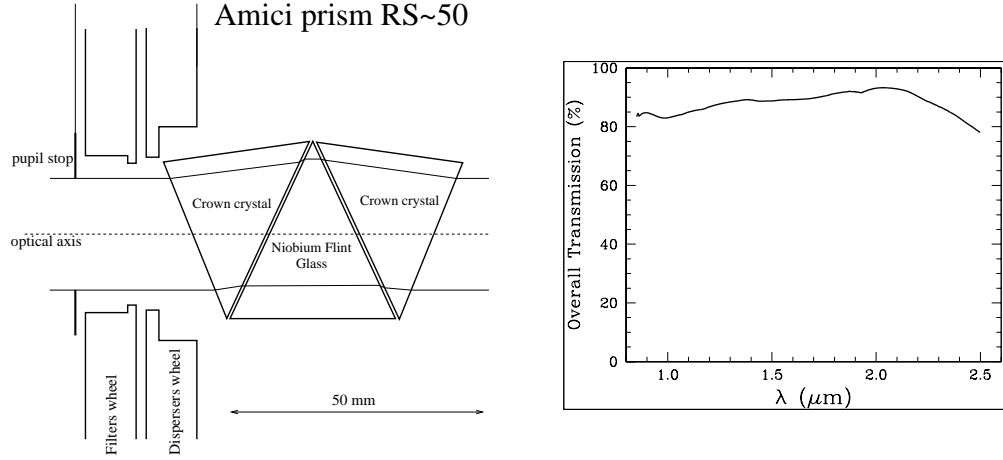 Amici prism RS~50
pupil stop
optical axis
Crown crystal
Crown crystal
Niobium Flint
Glass
Filters wheel
Dispersers wheel
50 mm
Overall Transmission (%)
100
80
60
40
20
0
1.0
1.5
2.0
2.5
λ (μm)